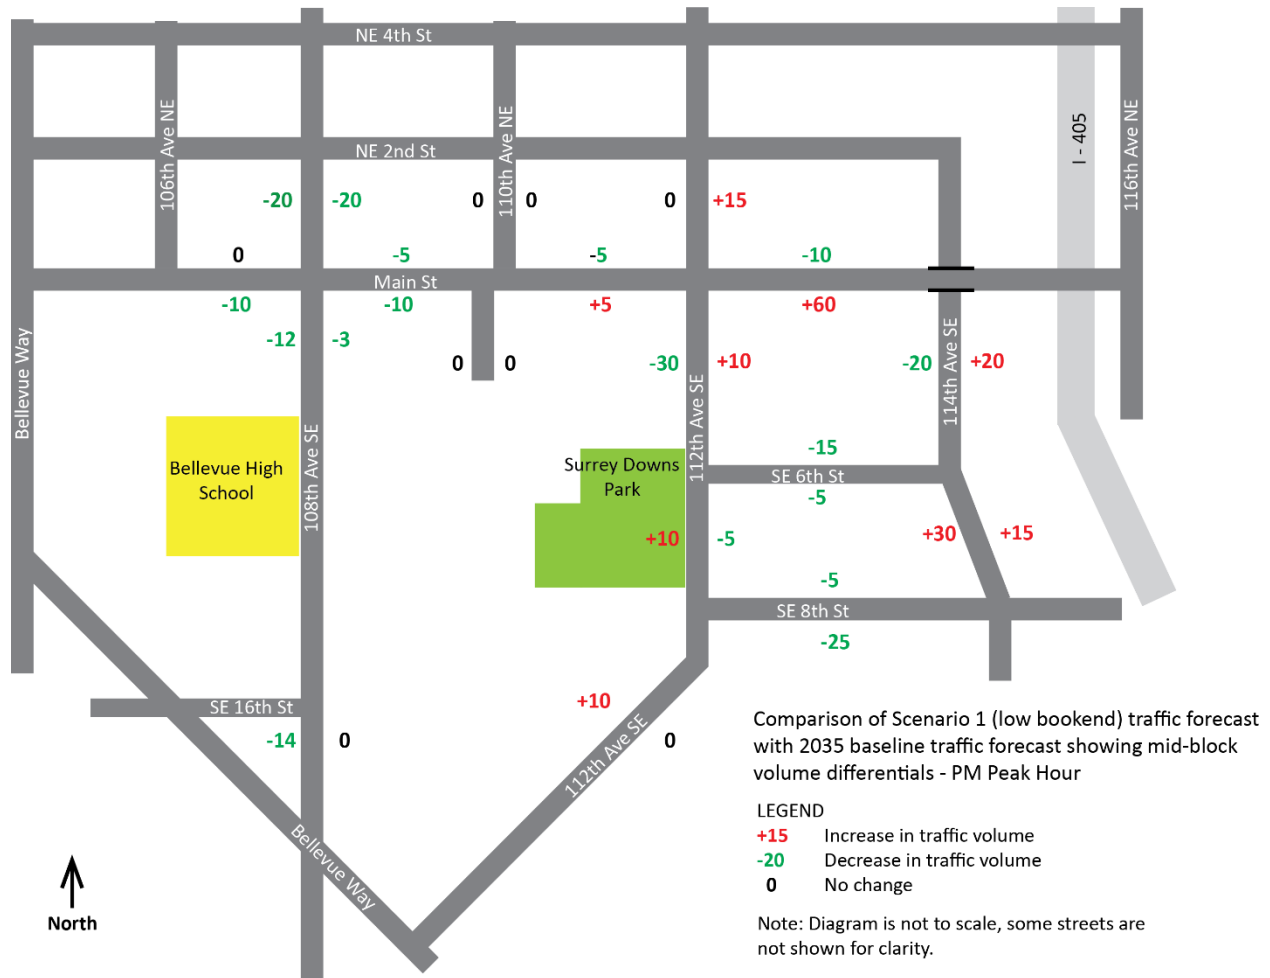 NE 4th St
106th Ave NE
110th Ave NE
I - 405
116th Ave NE
NE 2nd St
-20
-20
0
0
0
+15
0
-5
-5
-10
Main St
-10
-10
+5
+60
-12
-3
0
0
-30
+10
-20
+20
Bellevue Way
108th Ave SE
112th Ave SE
114th Ave SE
-15
Bellevue High
School
Surrey Downs
Park
SE 6th St
-5
+10
-5
+30
+15
-5
SE 8th St
-25
SE 16th St
+10
-14
0
0
112th Ave SE
Bellevue Way
North
Comparison of Scenario 1 (low bookend) traffic forecast
with 2035 baseline traffic forecast showing mid-block
volume differentials - PM Peak Hour
LEGEND
+15 Increase in traffic volume
-20 Decrease in traffic volume
0 No change
Note: Diagram is not to scale, some streets are
not shown for clarity.